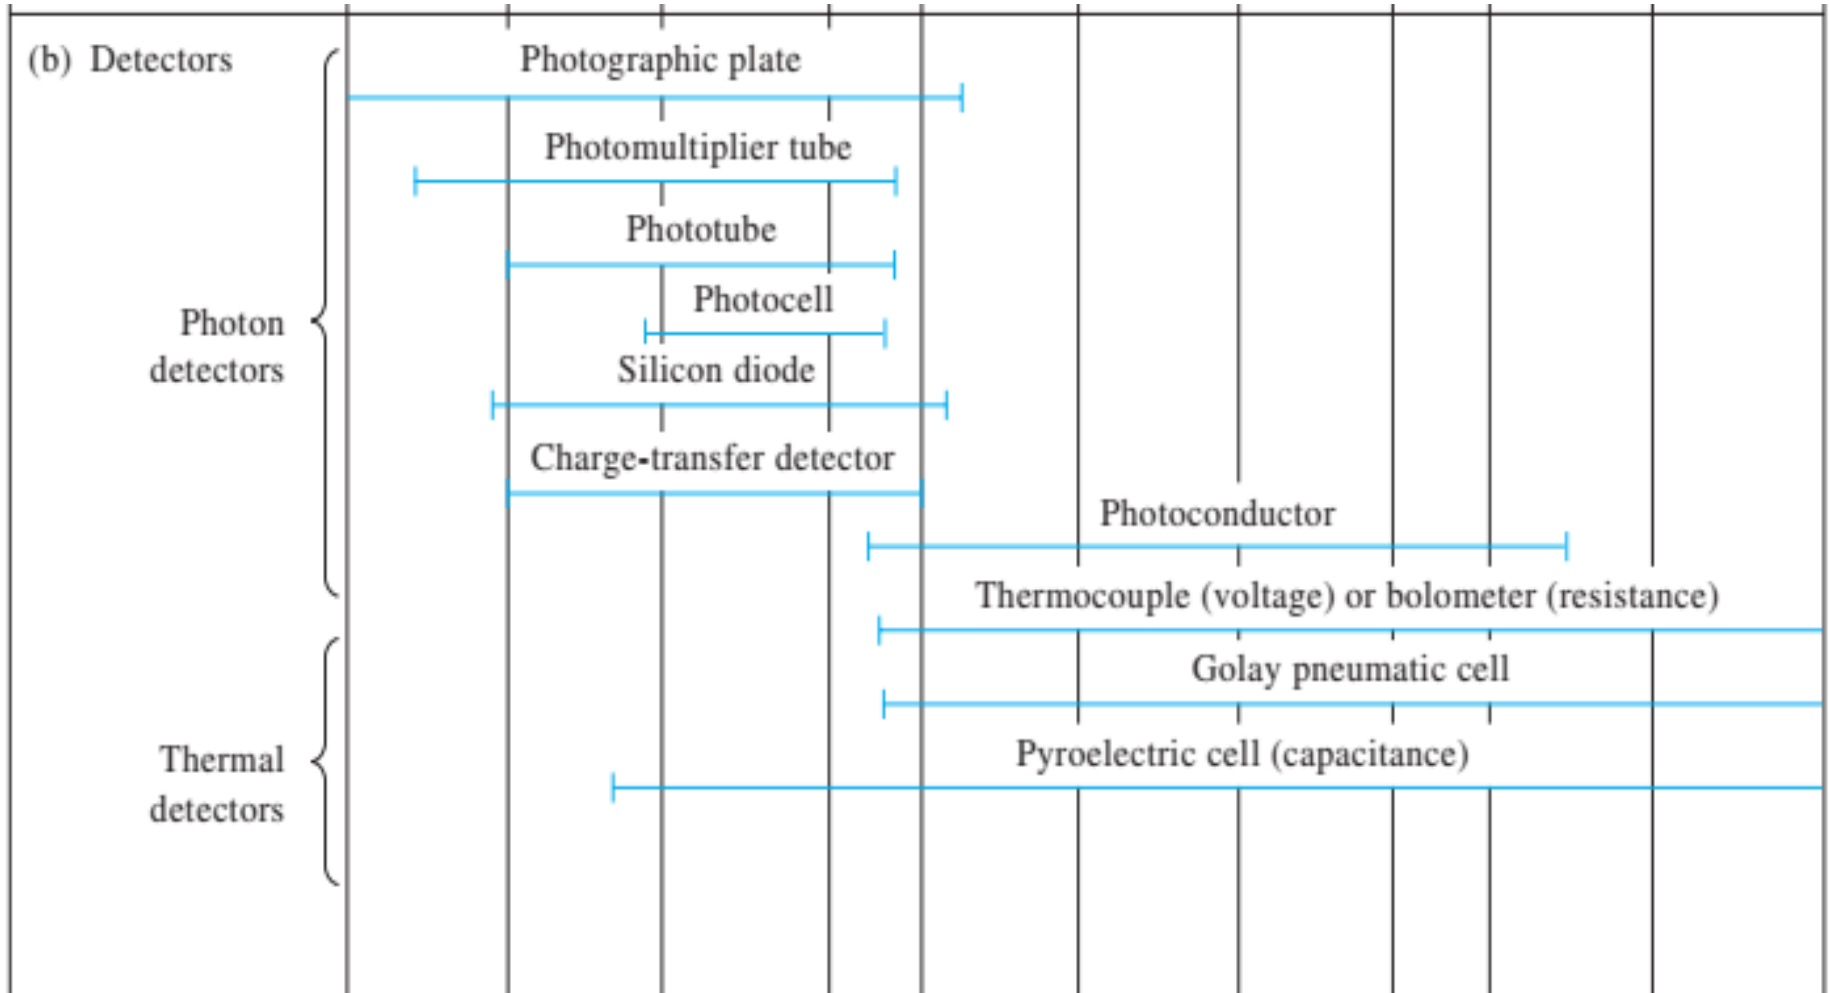 (b) Detectors
Photographic plate
Photomultiplier tube
Phototube
Photocell
Photon
detectors
Silicon diode
Charge-transfer detector
Photoconductor
Thermocouple (voltage) or bolometer (resistance)
Golay pneumatic cell
Pyroelectric cell (capacitance)
Thermal
detectors